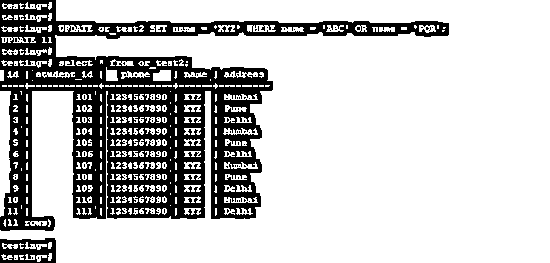 testing=#
testing=#
testing=# UPDATE or_test2 SET name = 'XYZ' WHERE name = 'ABC' OR name = 'PQR';
UPDATE 11
testing=#
testing=# select * from or_test2;
id | student_id | phone | name | address
----+------------+------------+------+---------
1 | 101 | 1234567890 | XYZ | Mumbai
2 | 102 | 1234567890 | XYZ | Pune
3 | 103 | 1234567890 | XYZ | Delhi
4 | 104 | 1234567890 | XYZ | Mumbai
5 | 105 | 1234567890 | XYZ | Pune
6 | 106 | 1234567890 | XYZ | Delhi
7 | 107 | 1234567890 | XYZ | Mumbai
8 | 108 | 1234567890 | XYZ | Pune
9 | 109 | 1234567890 | XYZ | Delhi
10 | 110 | 1234567890 | XYZ | Mumbai
11 | 111 | 1234567890 | XYZ | Delhi
(11 rows)
testing=#
testing=#